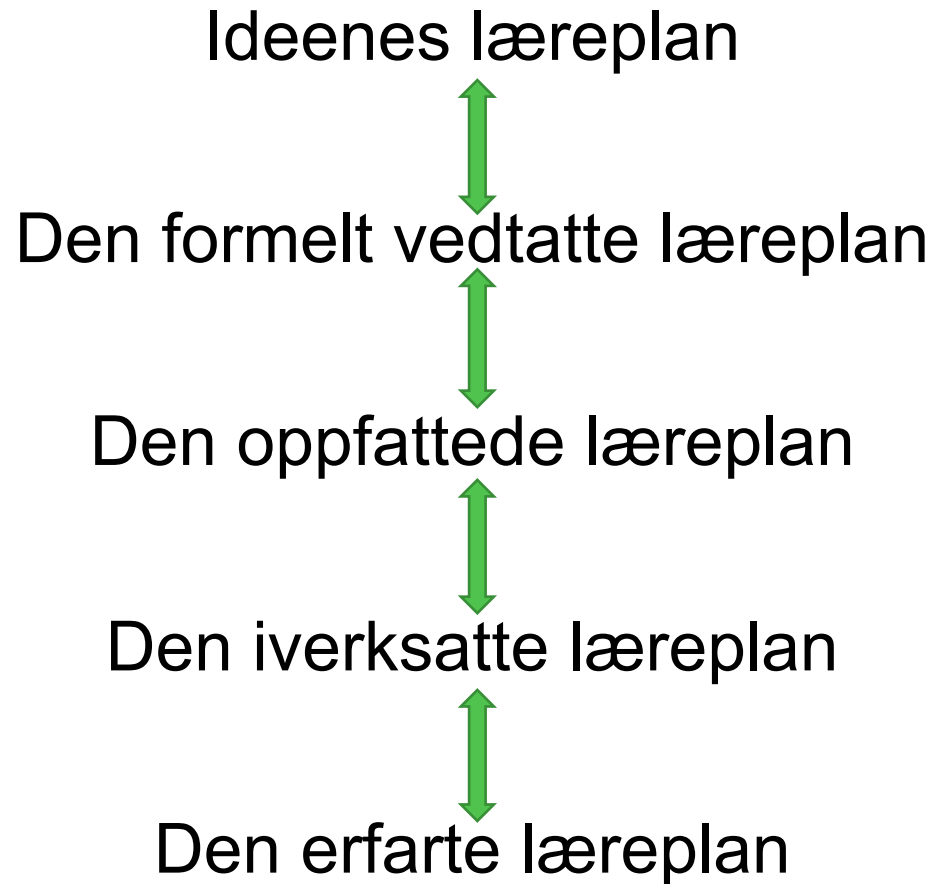 Ideenes læreplan
Den formelt vedtatte læreplan
Den oppfattede læreplan
Den iverksatte læreplan
Den erfarte læreplan